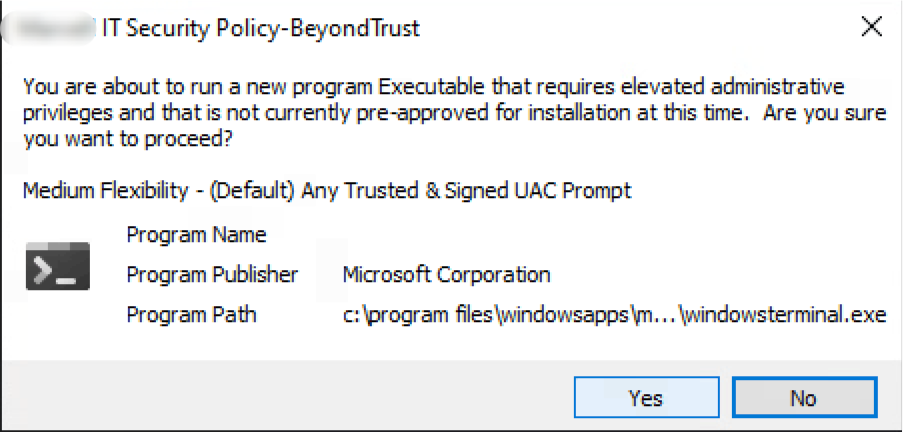 IT Security Policy-BeyondTrust
You are about to run a new program Executable that requires elevated administrative
privileges and that is not currently pre-approved for installation at this time.  Are you sure
you want to proceed?
Medium Flexibility - (Default) Any Trusted & Signed UAC Prompt
Program Name
Program Publisher Microsoft Corporation
Program Path c:\program files\windowsapps\m...\windowsterminal.exe
Yes No